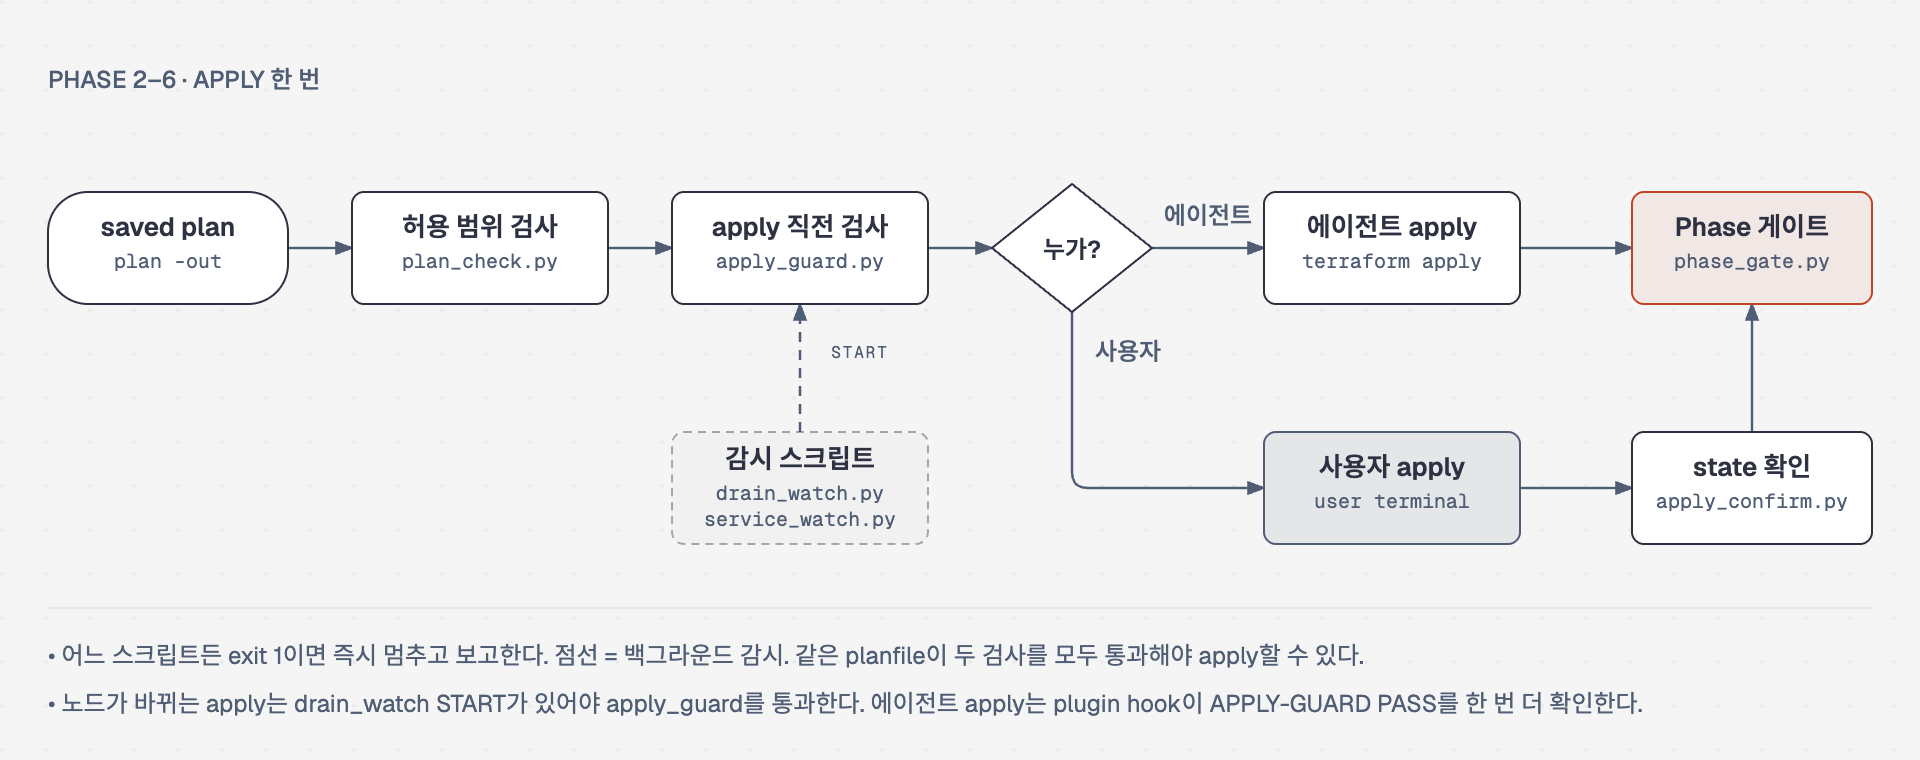 PHASE 2–6 · APPLY 한 번
saved plan
plan -out
허용 범위 검사
plan_check.py
apply 직전 검사
apply_guard.py
누가?
에이전트
에이전트 apply
terraform apply
Phase 게이트
phase_gate.py
START
사용자
감시 스크립트
drain_watch.py
service_watch.py
사용자 apply
user terminal
state 확인
apply_confirm.py
• 어느 스크립트든 exit 1이면 즉시 멈추고 보고한다. 점선 = 백그라운드 감시. 같은 planfile이 두 검사를 모두 통과해야 apply할 수 있다.
• 노드가 바뀌는 apply는 drain_watch START가 있어야 apply_guard를 통과한다. 에이전트 apply는 plugin hook이 APPLY-GUARD PASS를 한 번 더 확인한다.